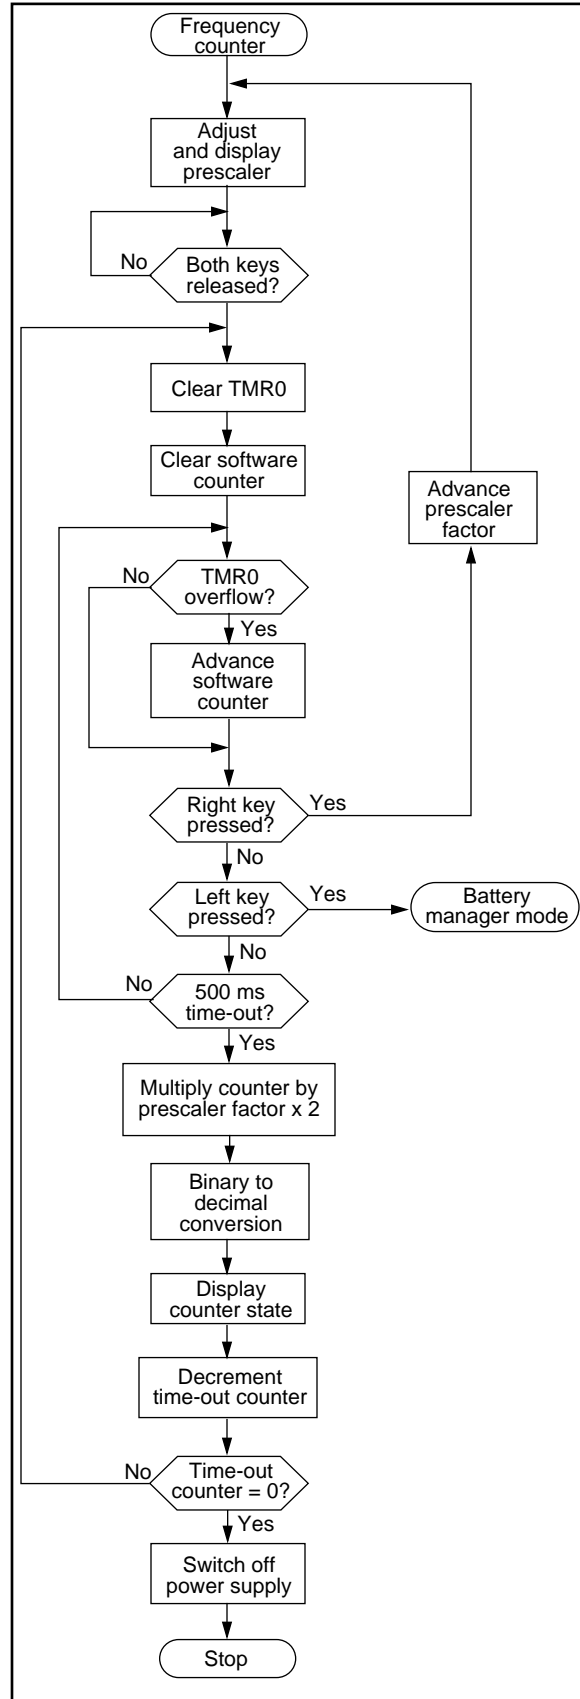 Frequency
counter
Adjust
and display
prescaler
No
Both keys
released?
Clear TMR0
Clear software
counter
Advance
prescaler
factor
No
TMR0
overflow?
Yes
Advance
software
counter
Right key
pressed?
Yes
No
Left key
pressed?
Yes
Battery
manager mode
No
No
500 ms
time-out?
Yes
Multiply counter by
prescaler factor x 2
Binary to
decimal
conversion
Display
counter state
Decrement
time-out counter
No
Time-out
counter = 0?
Yes
Switch off
power supply
Stop